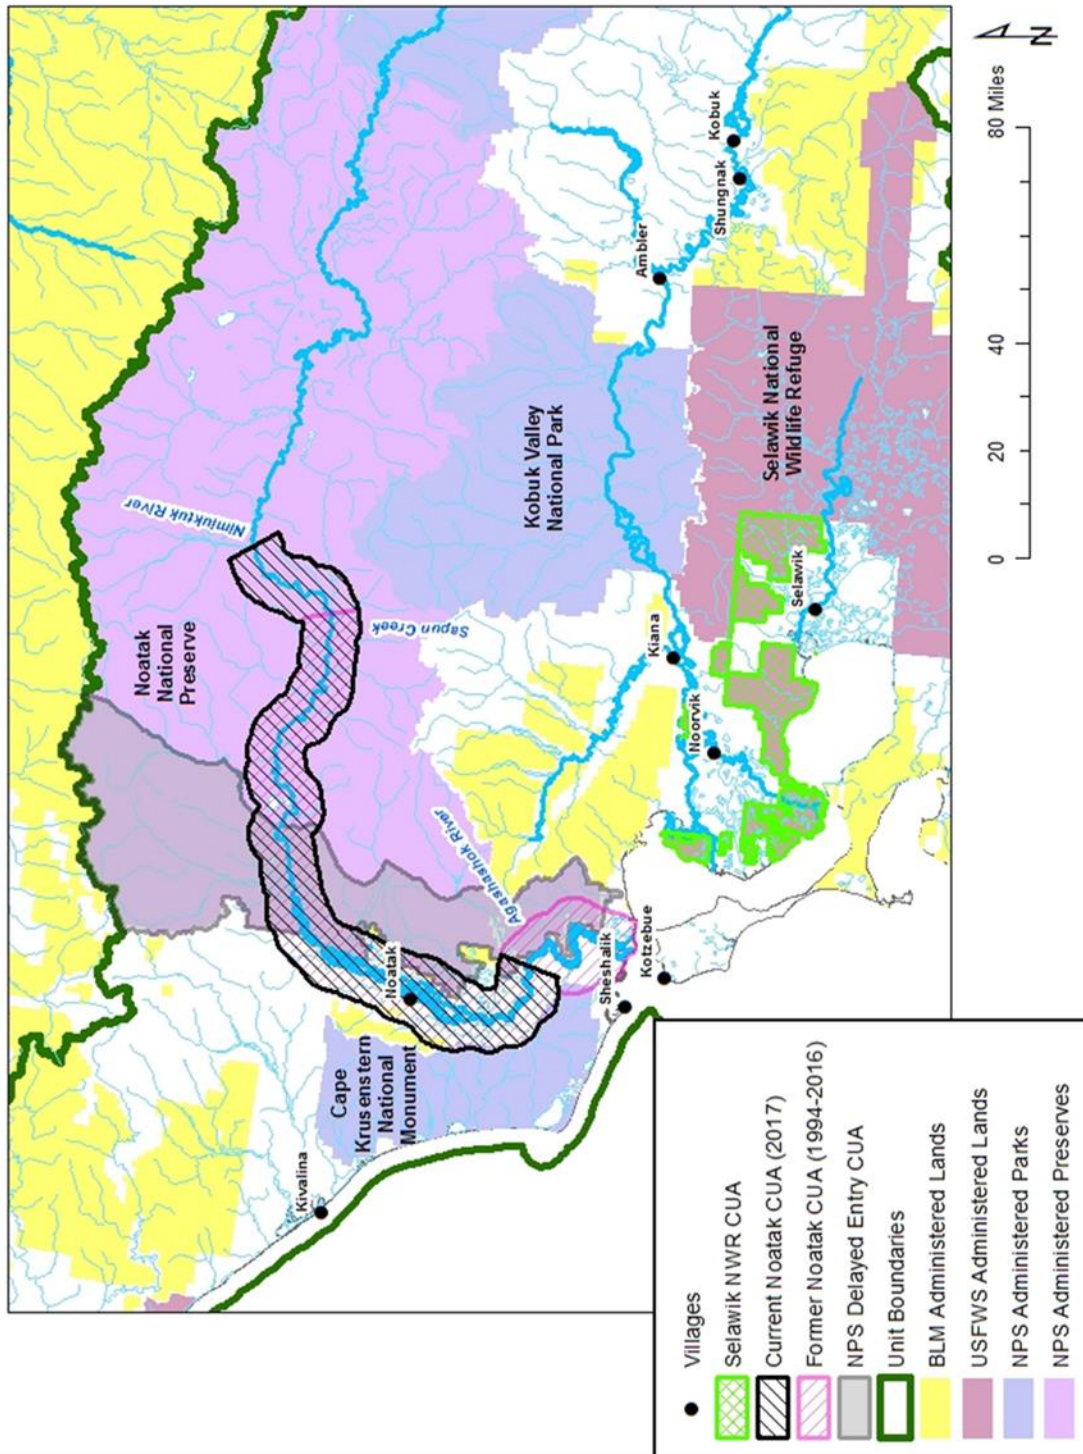 Kivalina
Cape
Krusenstern
National
Monument
Noatak
Noatak
National
Preserve
Nimiuktuk River
Sapun Creek
Agashashok River
Sheshalik
Kotzebue
Noorvik
Kiana
Selawik
Kobuk Valley
National Park
Selawik National
Wildlife Refuge
Ambler
Shungnak
Kobuk
Villages
Selawik NWR CUA
Current Noatak CUA (2017)
Former Noatak CUA (1994-2016)
NPS Delayed Entry CUA
Unit Boundaries
BLM Administered Lands
USFWS Administered Lands
NPS Administered Parks
NPS Administered Preserves
0 20 40 80 Miles
N